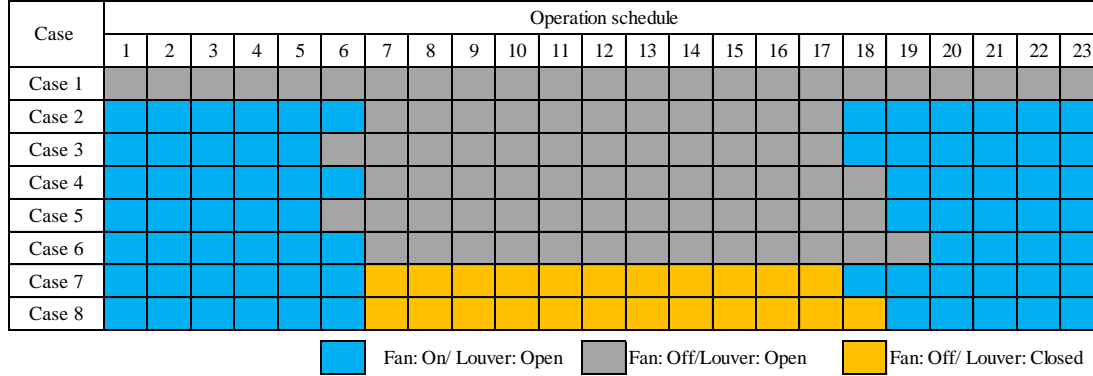 Case
Operation schedule
1 2 3 4 5 6 7 8 9 10 11 12 13 14 15 16 17 18 19 20 21 22 23
Case 1
Case 2
Case 3
Case 4
Case 5
Case 6
Case 7
Case 8
Fan: On/ Louver: Open Fan: Off/Louver: Open Fan: Off/ Louver: Closed